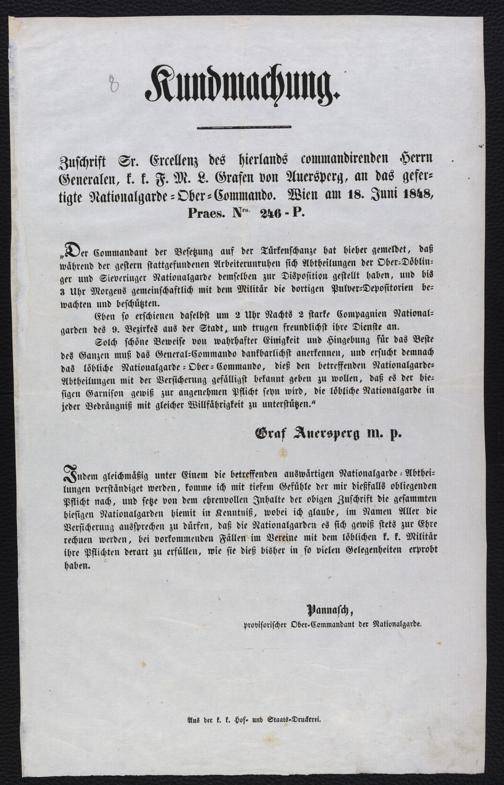 8
Kundmachung.
Zuschrift Sr. Excellenz des hierlands commandirenden Herrn
Generalen, k. k. F. M. L. Grafen von Auersperg, an das gefer-
tigte Nationalgarde-Ober-Commando. Wien am 18. Juni 1848,
Praes. Nro. 246-P.
„Der Commandant der Besetzung auf der Türkenschanze hat hieher gemeldet, daß
während der gestern stattgefundenen Arbeiterunruhen sich Abtheilungen der Ober-Döblin-
ger und Sieveringer Nationalgarde demselben zur Disposition gestellt haben, und bis
3 Uhr Morgens gemeinschaftlich mit dem Militär die dortigen Pulver-Depositorien be-
wachten und beschützten.
Eben so erschienen daselbst um 2 Uhr Nachts 2 starke Compagnien National-
garden des 9. Bezirkes aus der Stadt, und trugen freundlichst ihre Dienste an.
Solch schöne Beweise von wahrhafter Einigkeit und Hingebung für das Beste
des Ganzen muß das General-Commando dankbarlichst anerkennen, und ersucht demnach
das löbliche Nationalgarde-Ober-Commando, dieß den betreffenden Nationalgarde-
Abtheilungen mit der Versicherung gefälligst bekannt geben zu wollen, daß es der hie-
sigen Garnison gewiß zur angenehmen Pflicht seyn wird, die löbliche Nationalgarde in
jeder Bedrängniß mit gleicher Willfährigkeit zu unterstützen.“
Graf Auersperg m. p.
Indem gleichmäßig unter Einem die betreffenden auswärtigen Nationalgarde-Abthei-
lungen verständiget werden, komme ich mit tiefem Gefühle der mir dießfalls obliegenden
Pflicht nach, und setze von dem ehrenvollen Inhalte der obigen Zuschrift die gesammten
hiesigen Nationalgarden hiemit in Kenntniß, wobei ich glaube, im Namen Aller die
Versicherung aussprechen zu dürfen, daß die Nationalgarden es sich gewiß stets zur Ehre
rechnen werden, bei vorkommenden Fällen im Vereine mit dem löblichen k. k. Militär
ihre Pflichten derart zu erfüllen, wie sie dieß bisher in so vielen Gelegenheiten erprobt
haben.
Pannasch,
provisorischer Ober-Commandant der Nationalgarde.
Aus der k. k. Hof- und Staats-Druckerei.